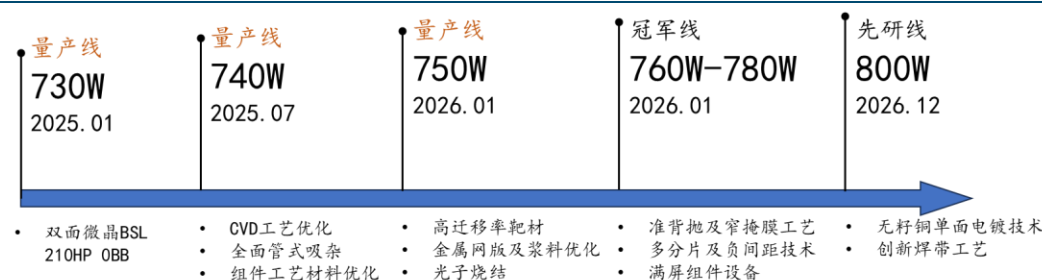 量产线
730W
2025.01
量产线
740W
2025.07
量产线
750W
2026.01
冠军线
760W-780W
2026.01
先研线
800W
2026.12
• 双面微晶BSL
210HP 0BB
• CVD工艺优化
• 全面管式吸杂
• 组件工艺材料优化
• 高迁移率靶材
• 金属网版及浆料优化
• 光子烧结
• 准背抛及窄掩膜工艺
• 多分片及负间距技术
• 满屏组件设备
• 无籽铜单面电镀技术
• 创新焊带工艺